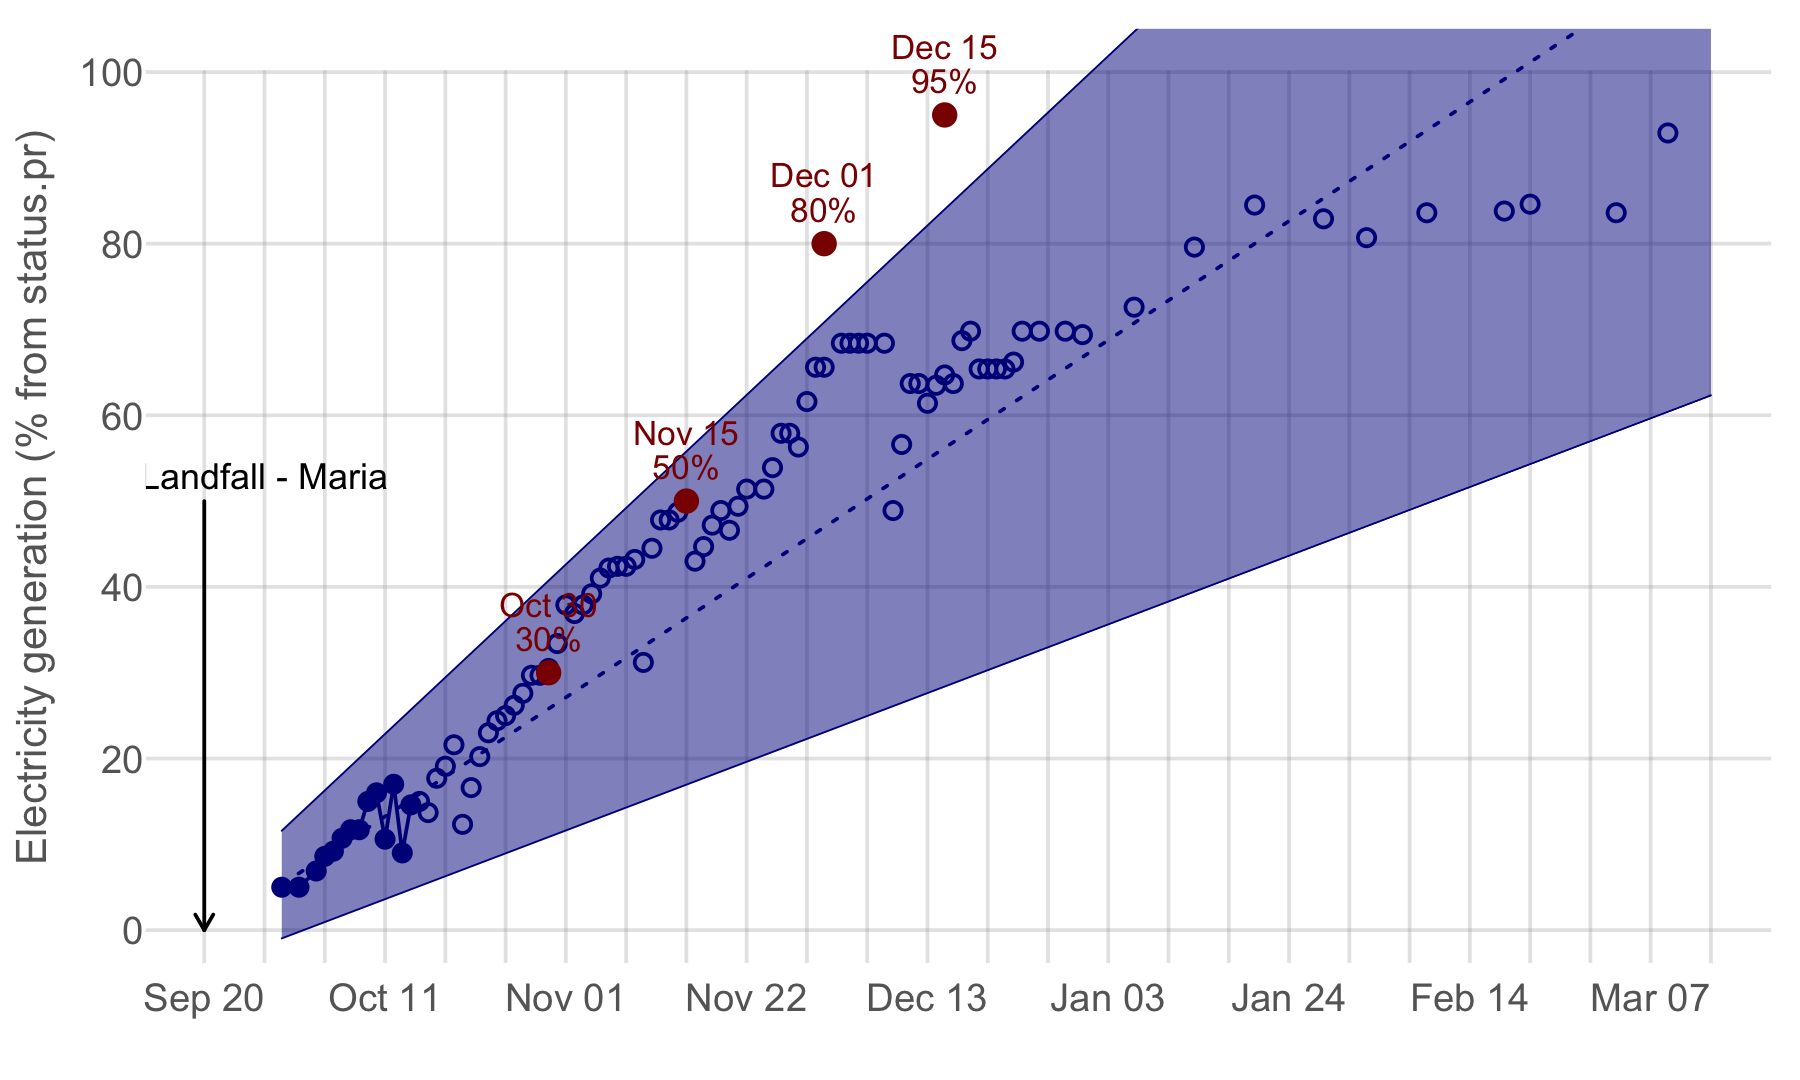 Electricity generation (% from status.pr)
100
80
60
40
20
0
Dec 15
95%
Dec 01
80%
Nov 15
50%
Oct 30
30%
Landfall - Maria
Sep 20
Oct 11
Nov 01
Nov 22
Dec 13
Jan 03
Jan 24
Feb 14
Mar 07